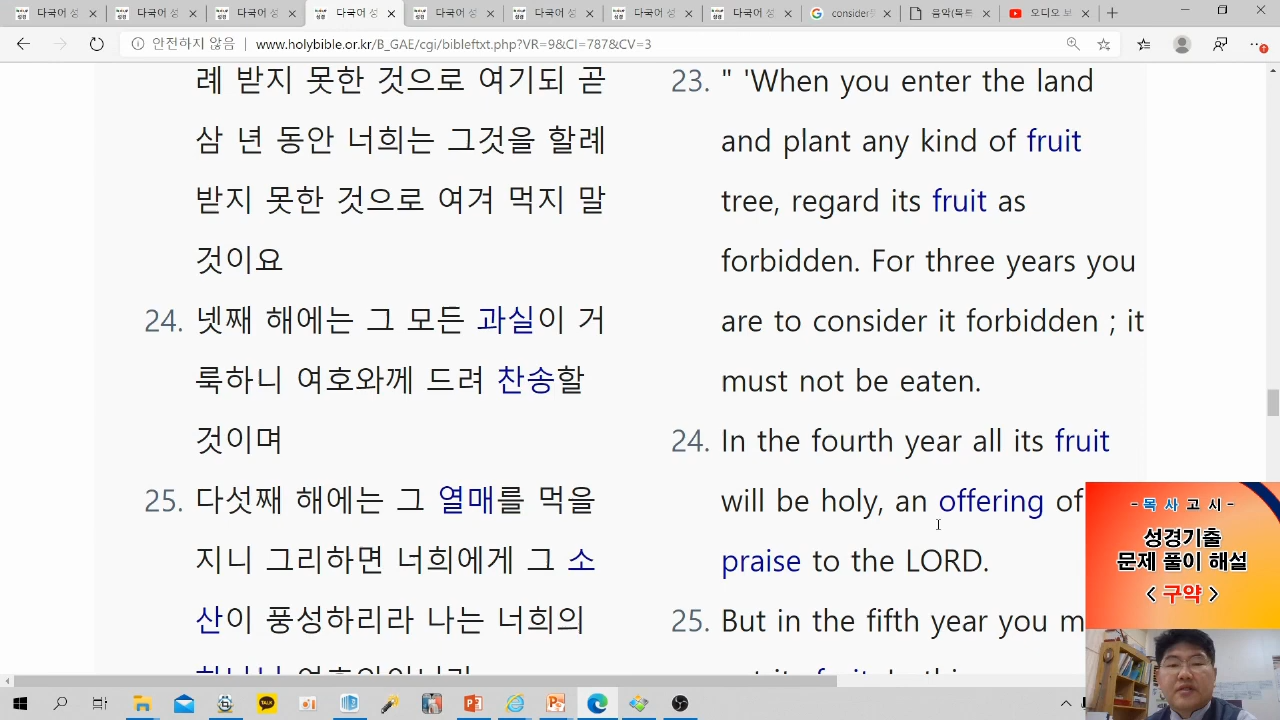 다국어 성
다국어 성
다국어 성
다국어 성
다국어 성
다국어 성
다국어 성
다국어 성
음악(목트
오디오 보
안전하지 않음
www.holybible.or.kr/B_GAE/cgi/bibleftxt.php?VR=9&CI=787&CV=3
례 받지 못한 것으로 여기되 곧
삼 년 동안 너희는 그것을 할례
받지 못한 것으로 여겨 먹지 말
것이요
24. 넷째 해에는 그 모든 과실이 거
룩하니 여호와께 드려 찬송할
것이며
25. 다섯째 해에는 그 열매를 먹을
지니 그리하면 너희에게 그 소
산이 풍성하리라 나는 너희의
23. " 'When you enter the land
and plant any kind of fruit
tree, regard its fruit as
forbidden. For three years you
are to consider it forbidden ; it
must not be eaten.
24. In the fourth year all its fruit
will be holy, an offering of
praise to the LORD.
25. But in the fifth year you m
- 목 사 고 시 -
성경기출
문제 풀이 해설
< 구약 >
TALK